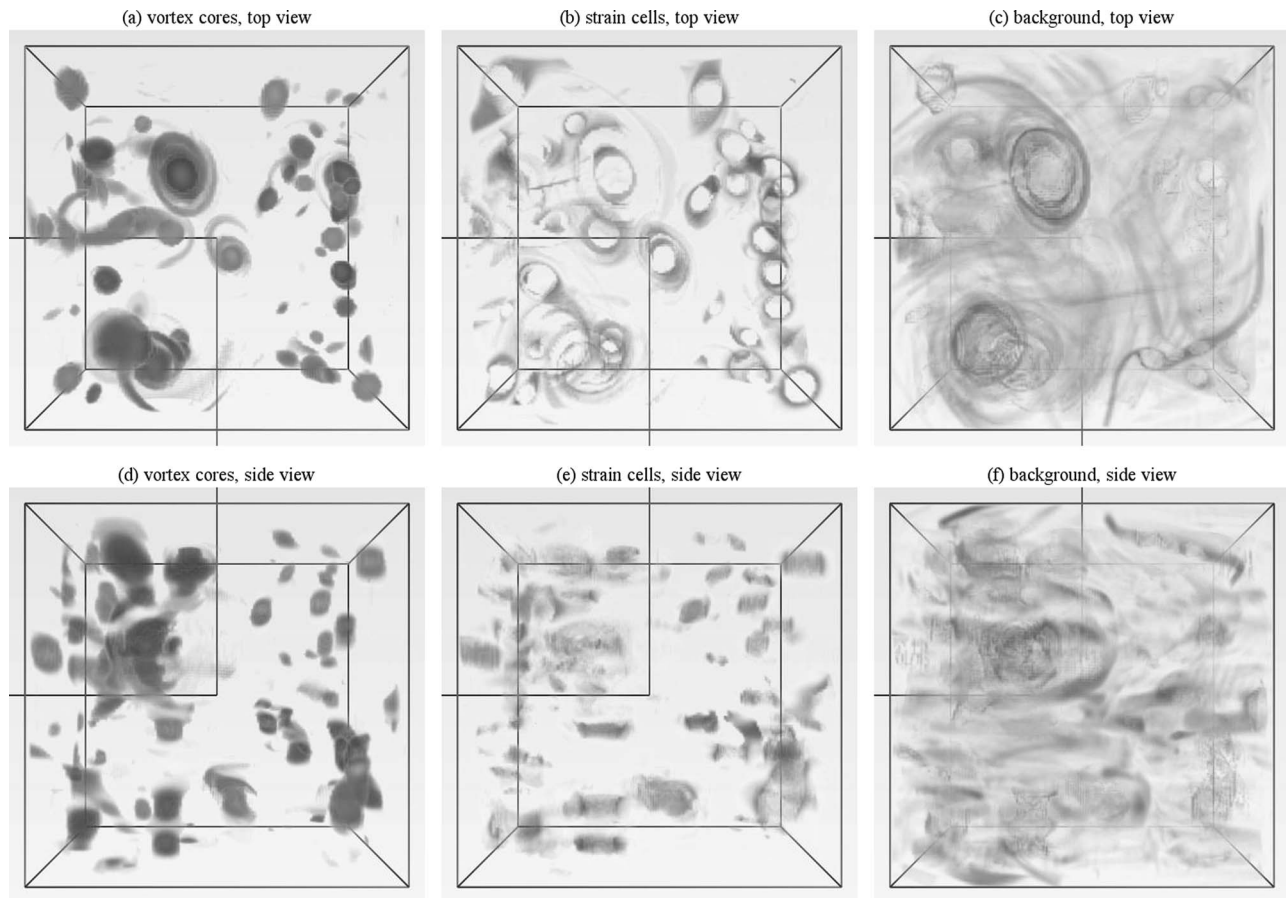 (a) vortex cores, top view
(b) strain cells, top view
(c) background, top view
(d) vortex cores, side view
(e) strain cells, side view
(f) background, side view